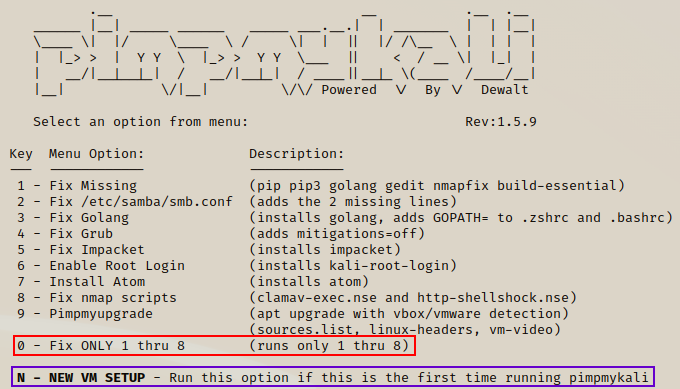 Powered By Dewalt
Select an option from menu: Rev:1.5.9
Key Menu Option: Description:
1 - Fix Missing (pip pip3 golang gedit nmapfix build-essential)
2 - Fix /etc/samba/smb.conf (adds the 2 missing lines)
3 - Fix Golang (installs golang, adds GOPATH= to .zshrc and .bashrc)
4 - Fix Grub (adds mitigations=off)
5 - Fix Impacket (installs impacket)
6 - Enable Root Login (installs kali-root-login)
7 - Install Atom (installs atom)
8 - Fix nmap scripts (clamav-exec.nse and http-shellshock.nse)
9 - Pimpmyupgrade (apt upgrade with vbox/vmware detection)
(sources.list, linux-headers, vm-video)
0 - Fix ONLY 1 thru 8 (runs only 1 thru 8)
N - NEW VM SETUP - Run this option if this is the first time running pimpmykali